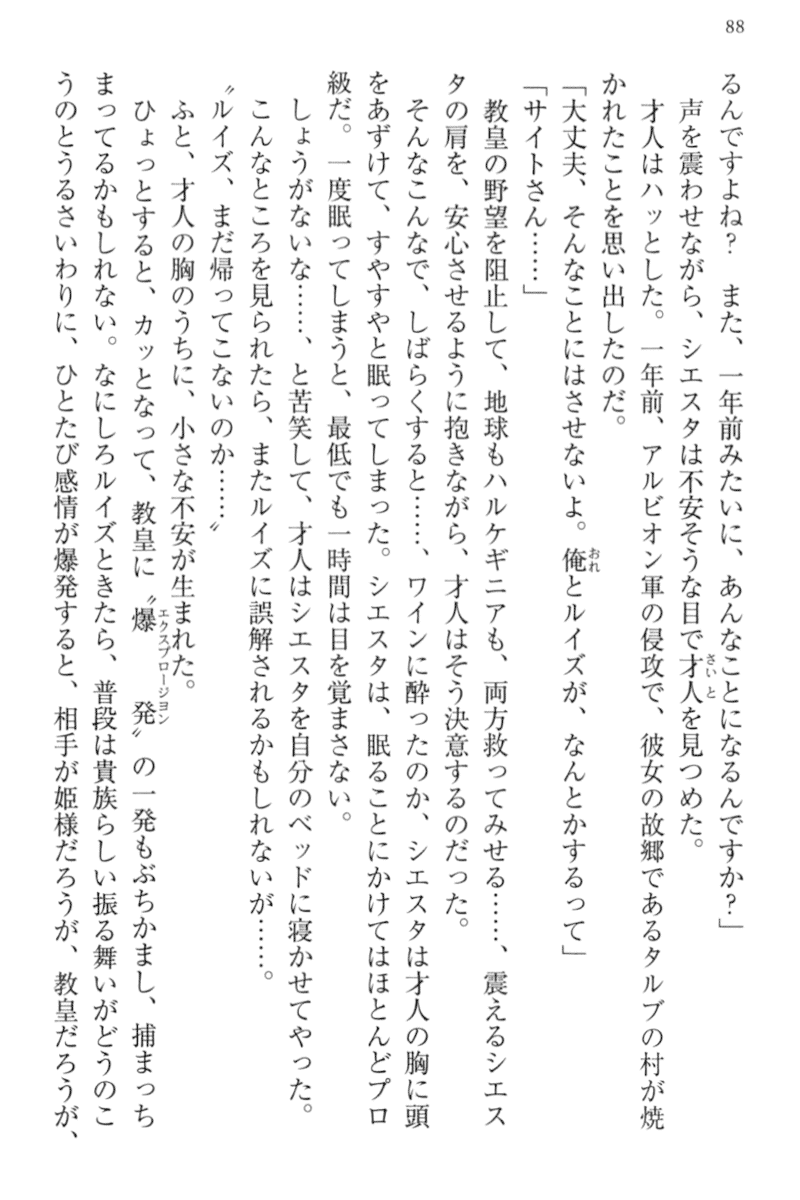 88
るんですよね?　また、一年前みたいに、あんなことになるんですか?」
　声を震わせながら、シエスタは不安そうな目で才人を見つめた。
さいと
　才人はハッとした。一年前、アルビオン軍の侵攻で、彼女の故郷であるタルブの村が焼
かれたことを思い出したのだ。
「大丈夫、そんなことにはさせないよ。俺とルイズが、なんとかするって」
おれ
「サイトさん……」
　教皇の野望を阻止して、地球もハルケギニアも、両方救ってみせる……、震えるシエス
タの肩を、安心させるように抱きながら、才人はそう決意するのだった。
　そんなこんなで、しばらくすると……、ワインに酔ったのか、シエスタは才人の胸に頭
をあずけて、すやすやと眠ってしまった。シエスタは、眠ることにかけてはほとんどプロ
級だ。一度眠ってしまうと、最低でも一時間は目を覚まさない。
　しょうがないな……、と苦笑して、才人はシエスタを自分のベッドに寝かせてやった。
　こんなところを見られたら、またルイズに誤解されるかもしれないが……。
〝ルイズ、まだ帰ってこないのか……〟
　ふと、才人の胸のうちに、小さな不安が生まれた。
　ひょっとすると、カッとなって、教皇に〝爆発〟の一発もぶちかまし、捕まっち
エクスプロージョン
まってるかもしれない。なにしろルイズときたら、普段は貴族らしい振る舞いがどうのこ
うのとうるさいわりに、ひとたび感情が爆発すると、相手が姫様だろうが、教皇だろうが、